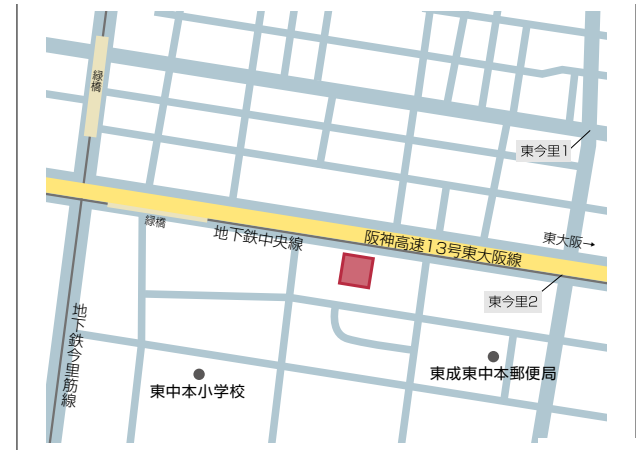 緑橋
東今里1
緑橋
地下鉄中央線
阪神高速13号東大阪線
東大阪→
東今里2
地下鉄今里筋線
東成東中本郵便局
東中本小学校